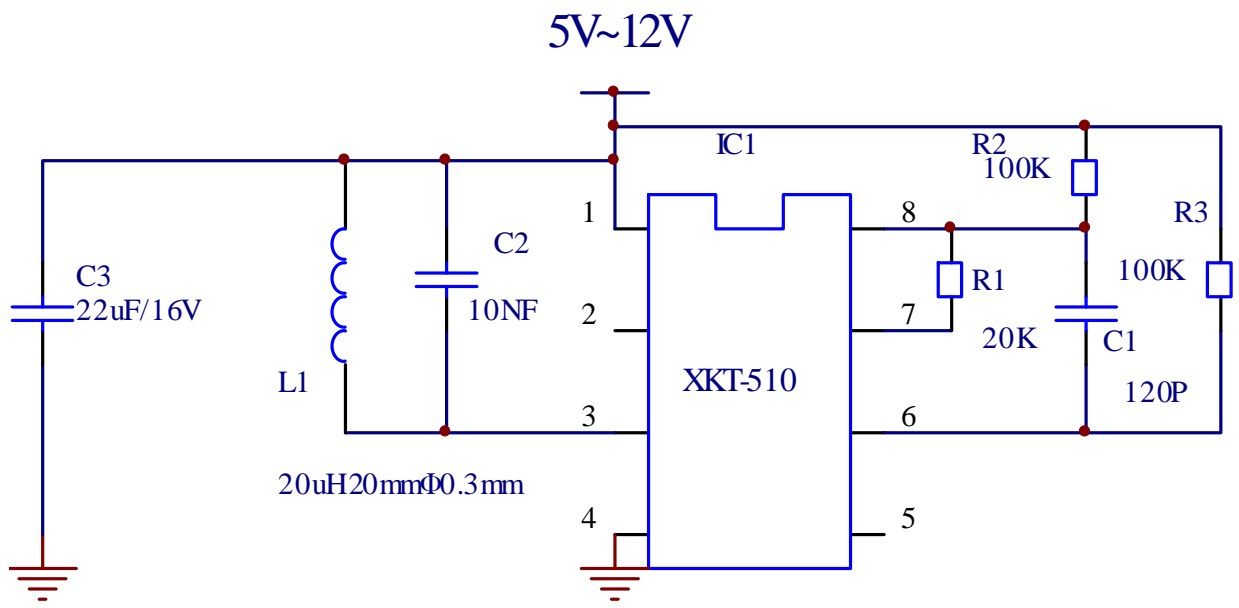 5V~12V
IC1
R2
100K
1
8
R3
C2
C3
22uF/16V
10NF
R1
100K
2
7
20K
C1
L1
XKT-510
120P
3
6
20uH20mmΦ0.3mm
4
5